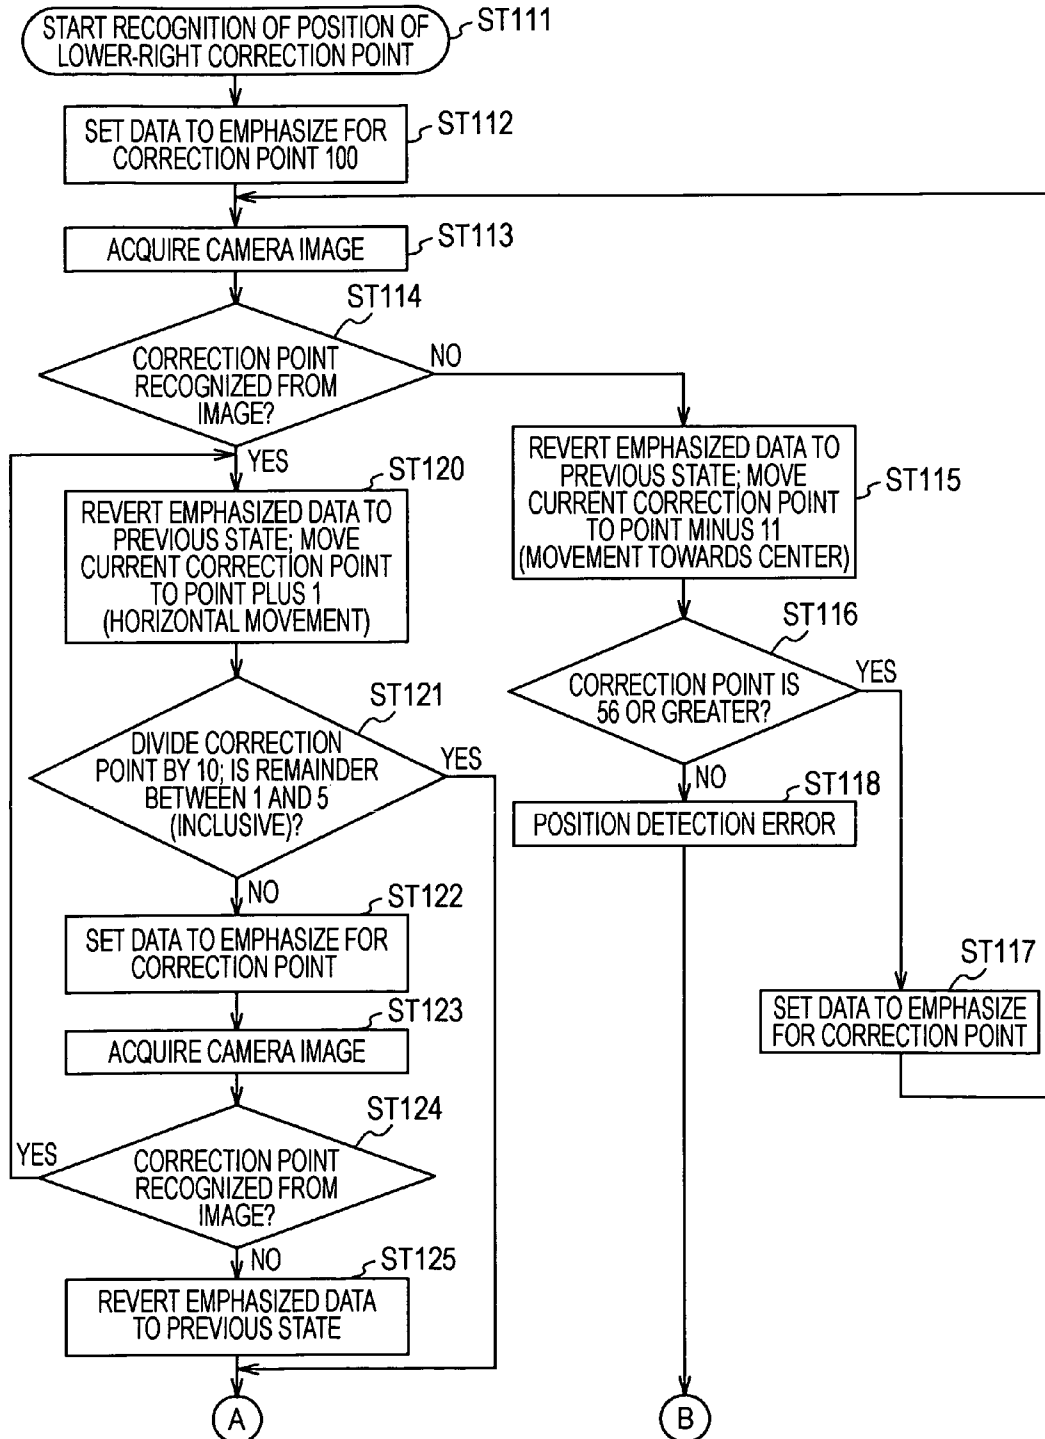 START RECOGNITION OF POSITION OF
LOWER-RIGHT CORRECTION POINT
ST111
SET DATA TO EMPHASIZE FOR
CORRECTION POINT 100
ST112
ACQUIRE CAMERA IMAGE
ST113
ST114
CORRECTION POINT
RECOGNIZED FROM
IMAGE?
NO
YES
REVERT EMPHASIZED DATA TO
PREVIOUS STATE; MOVE
CURRENT CORRECTION POINT
TO POINT MINUS 11
(MOVEMENT TOWARDS CENTER)
ST115
ST116
CORRECTION POINT IS
56 OR GREATER?
YES
NO
ST118
POSITION DETECTION ERROR
ST117
SET DATA TO EMPHASIZE
FOR CORRECTION POINT
ST120
REVERT EMPHASIZED DATA TO
PREVIOUS STATE; MOVE
CURRENT CORRECTION POINT
TO POINT PLUS 1
(HORIZONTAL MOVEMENT)
ST121
DIVIDE CORRECTION
POINT BY 10; IS REMAINDER
BETWEEN 1 AND 5
(INCLUSIVE)?
YES
NO
ST122
SET DATA TO EMPHASIZE FOR
CORRECTION POINT
ST123
ACQUIRE CAMERA IMAGE
ST124
CORRECTION POINT
RECOGNIZED FROM
IMAGE?
YES
NO
ST125
REVERT EMPHASIZED DATA
TO PREVIOUS STATE
A
B